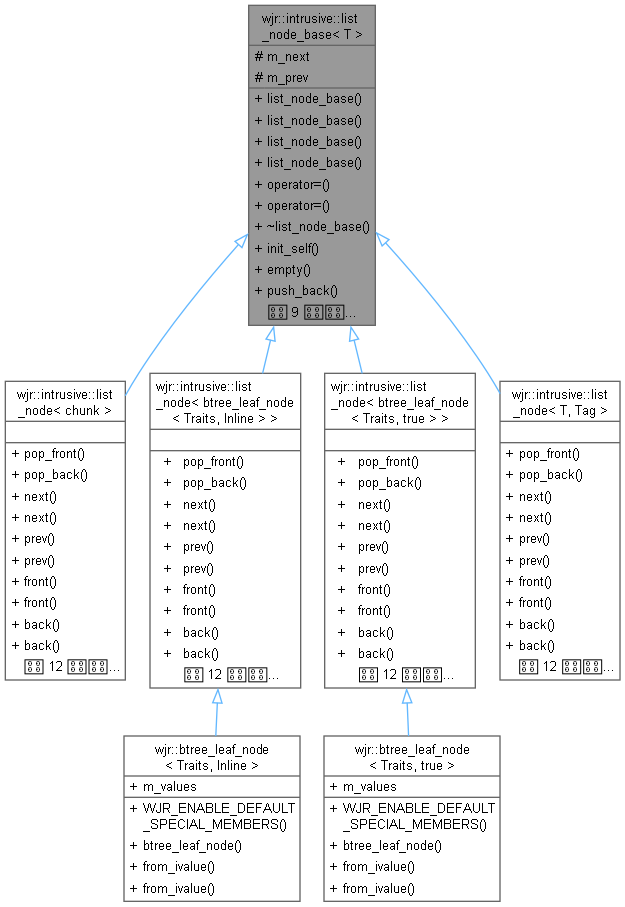 wjr::intrusive::list
_node_base< T >
# m_next
# m_prev
+ list_node_base()
+ list_node_base()
+ list_node_base()
+ list_node_base()
+ operator=()
+ operator=()
+ ~list_node_base()
+ init_self()
+ empty()
+ push_back()
9 ...
wjr::intrusive::list
_node< chunk >
+ pop_front()
+ pop_back()
+ next()
+ next()
+ prev()
+ prev()
+ front()
+ front()
+ back()
+ back()
12 ...
wjr::intrusive::list
_node< btree_leaf_node
< Traits, Inline > >
+ pop_front()
+ pop_back()
+ next()
+ next()
+ prev()
+ prev()
+ front()
+ front()
+ back()
+ back()
12 ...
wjr::intrusive::list
_node< btree_leaf_node
< Traits, true > >
+ pop_front()
+ pop_back()
+ next()
+ next()
+ prev()
+ prev()
+ front()
+ front()
+ back()
+ back()
12 ...
wjr::intrusive::list
_node< T, Tag >
+ pop_front()
+ pop_back()
+ next()
+ next()
+ prev()
+ prev()
+ front()
+ front()
+ back()
+ back()
12 ...
wjr::btree_leaf_node
< Traits, Inline >
+ m_values
+ WJR_ENABLE_DEFAULT
_SPECIAL_MEMBERS()
+ btree_leaf_node()
+ from_ivalue()
+ from_ivalue()
wjr::btree_leaf_node
< Traits, true >
+ m_values
+ WJR_ENABLE_DEFAULT
_SPECIAL_MEMBERS()
+ btree_leaf_node()
+ from_ivalue()
+ from_ivalue()